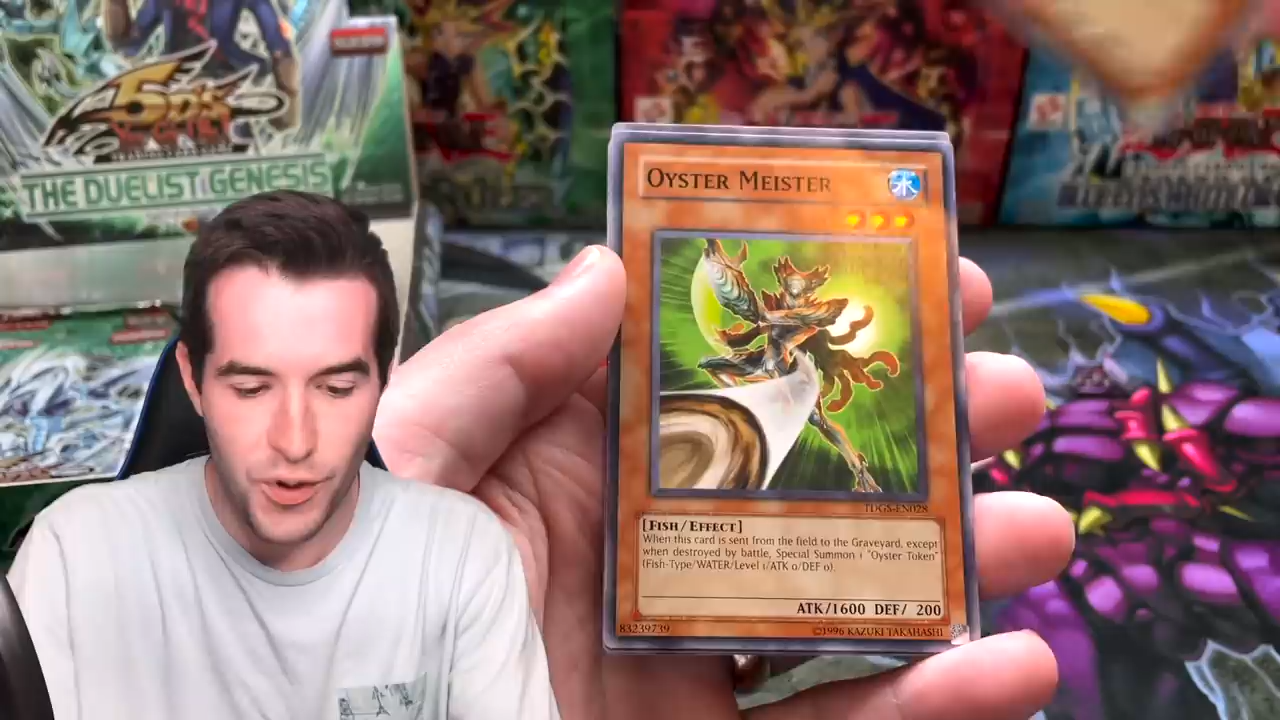 5D's
THE DUELIST GENESIS
OYSTER MEISTER
水
TDGS-EN028
[FISH/EFFECT]
When this card is sent from the field to the Graveyard, except
when destroyed by battle, Special Summon 1 "Oyster Token"
(Fish-Type/WATER/Level 1/ATK 0/DEF 0).
ATK/1600 DEF/ 200
83239739
©1996 KAZUKI TAKAHASHI